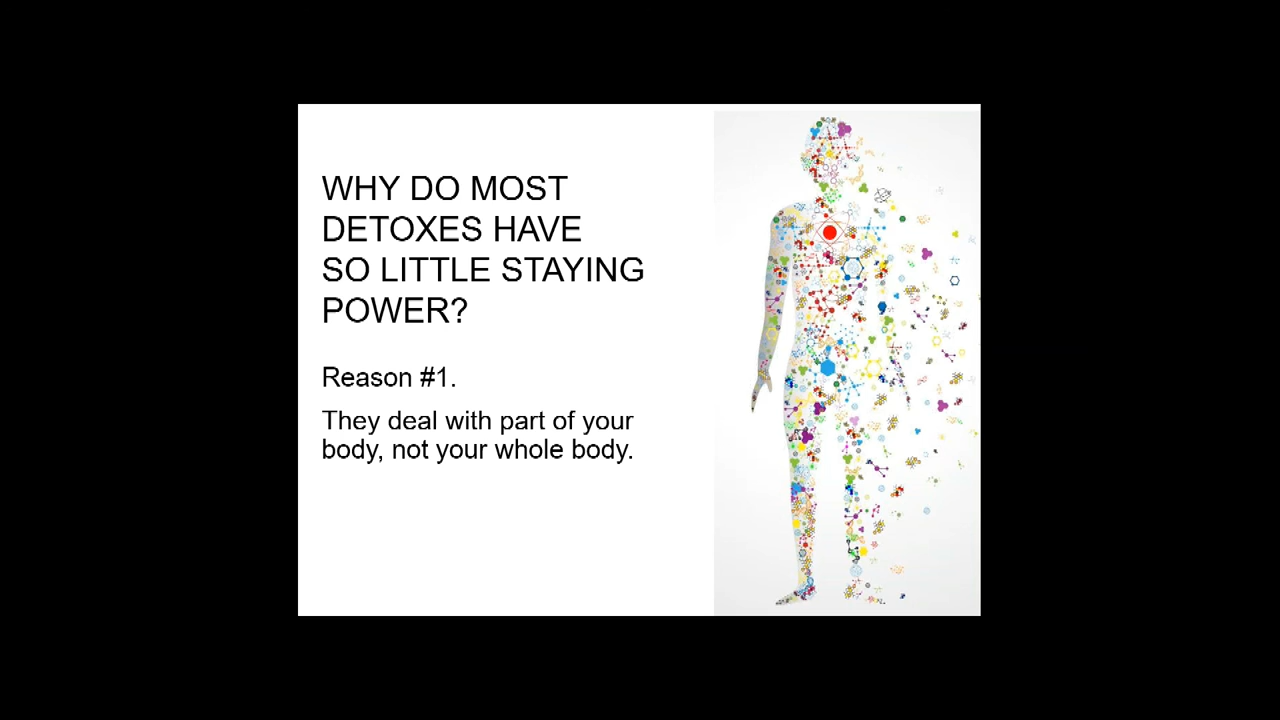 WHY DO MOST
DETOXES HAVE
SO LITTLE STAYING
POWER?
Reason #1.
They deal with part of your
body, not your whole body.